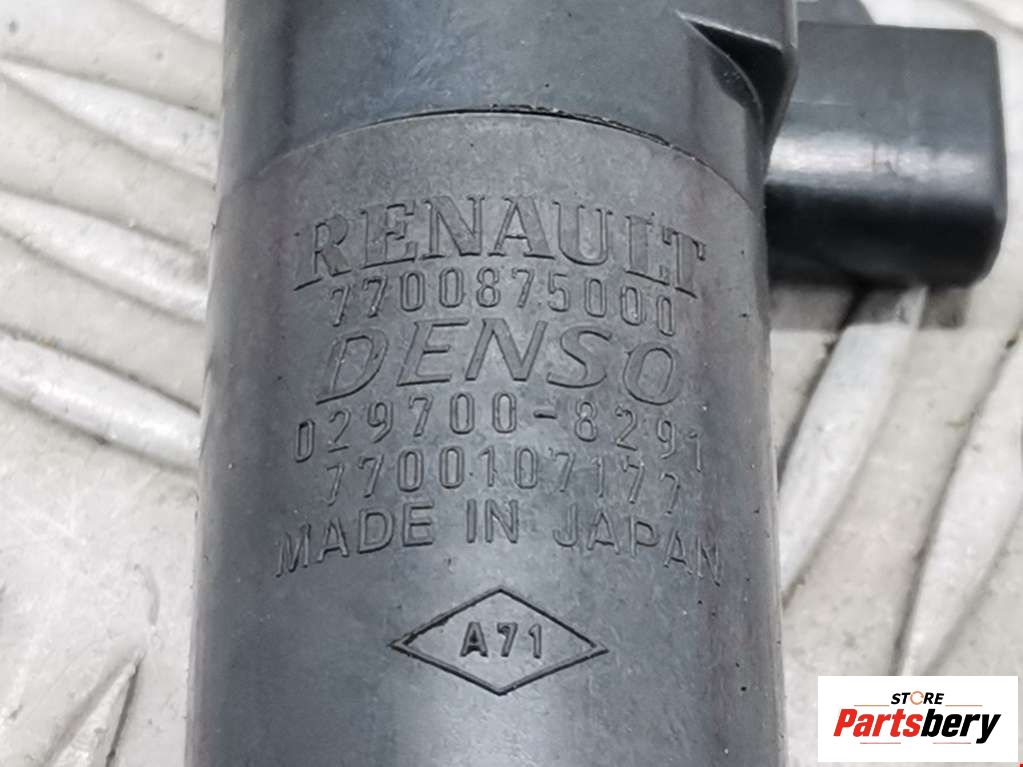 RENAULT
7700875000
DENSO
029700-8291
7700107177
MADE IN JAPAN
A71
STORE
Partsbery